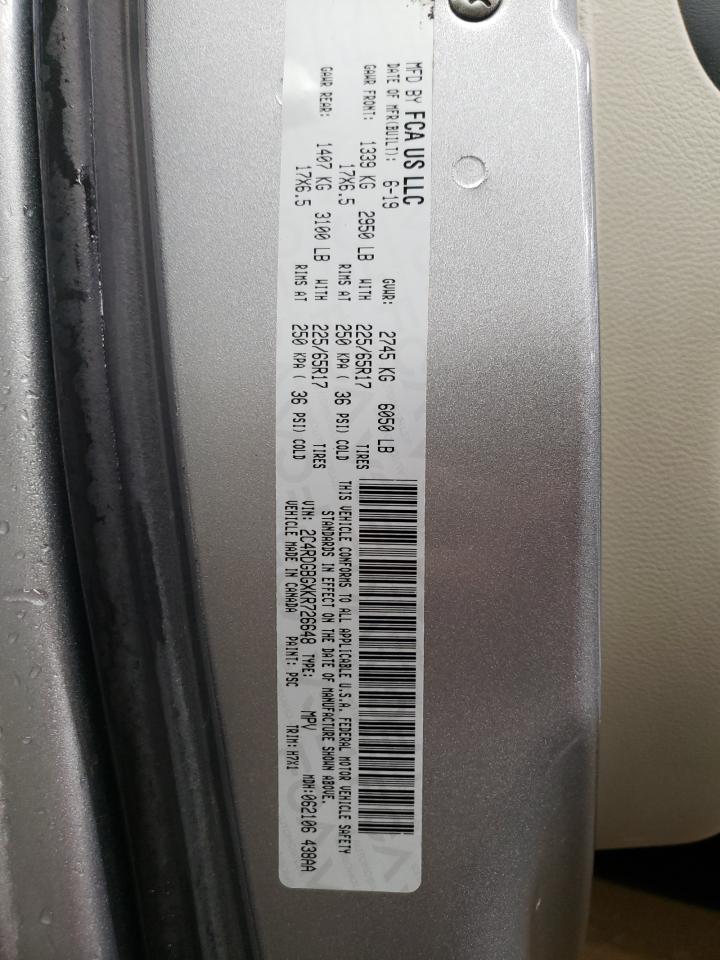 MFD BY FCA US LLC
DATE OF MFR(BUILT): 6-19 GVWR: 2745 KG 6050 LB
GAWR FRONT: 1339 KG 2950 LB WITH 225/65R17 TIRES
17X6.5 RIMS AT 250 KPA ( 36 PSI) COLD
GAWR REAR: 1407 KG 3100 LB WITH 225/65R17 TIRES
17X6.5 RIMS AT 250 KPA ( 36 PSI) COLD
THIS VEHICLE CONFORMS TO ALL APPLICABLE U.S.A. FEDERAL MOTOR VEHICLE SAFETY
STANDARDS IN EFFECT ON THE DATE OF MANUFACTURE SHOWN ABOVE.
VIN: 2C4RDGBGXKR726648 TYPE: MPV MDH:062106 438AA
VEHICLE MADE IN CANADA PAINT: PSC TRIM: H7X1